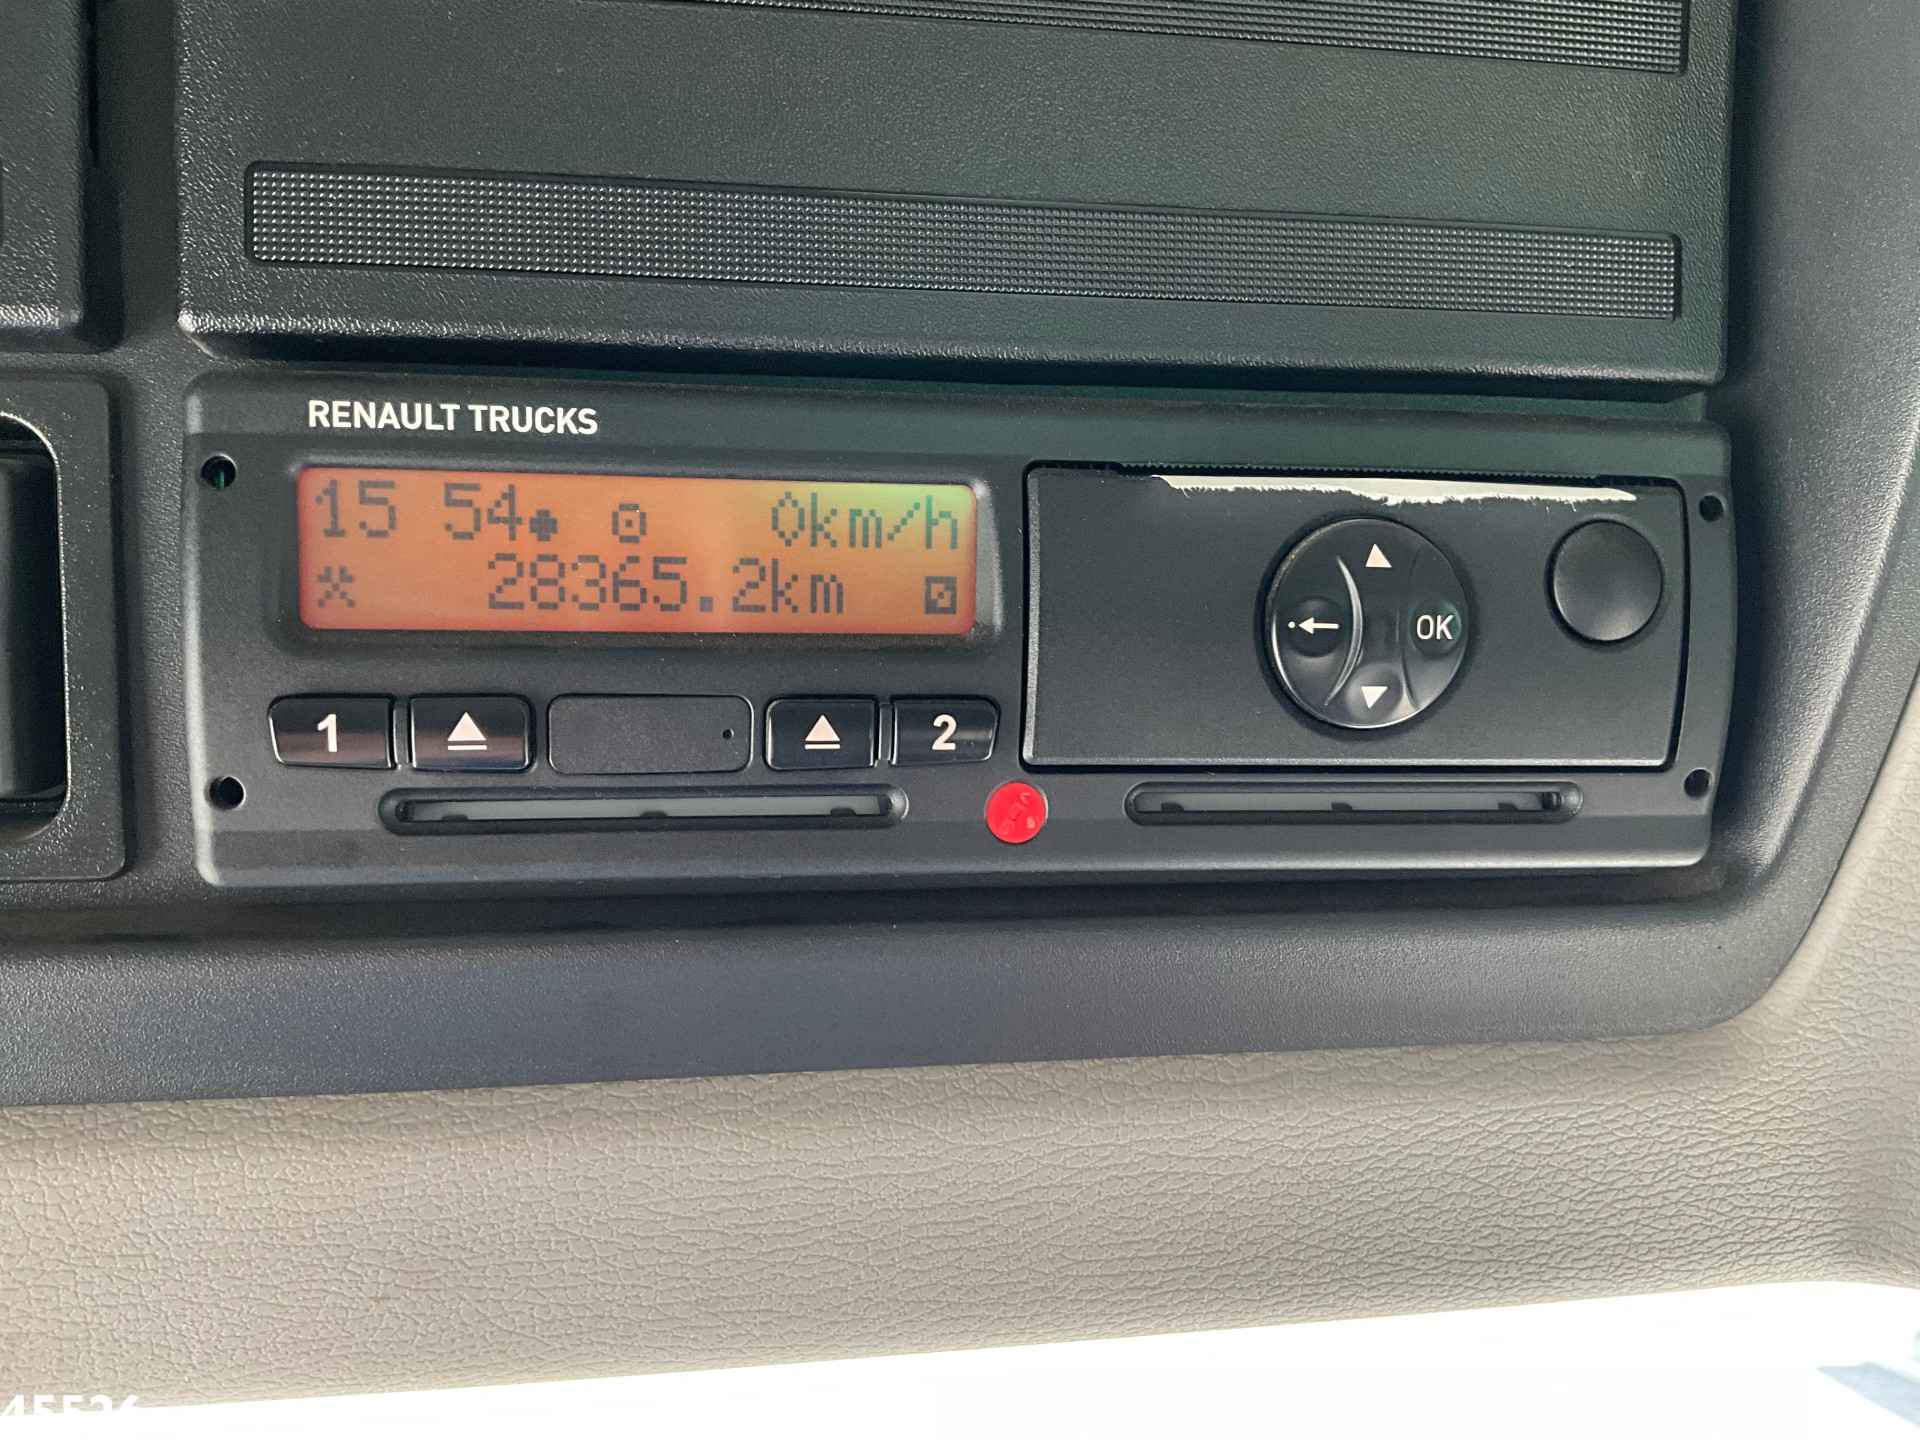 RENAULT TRUCKS
15 54 0km/h
28365.2km
1 2
OK